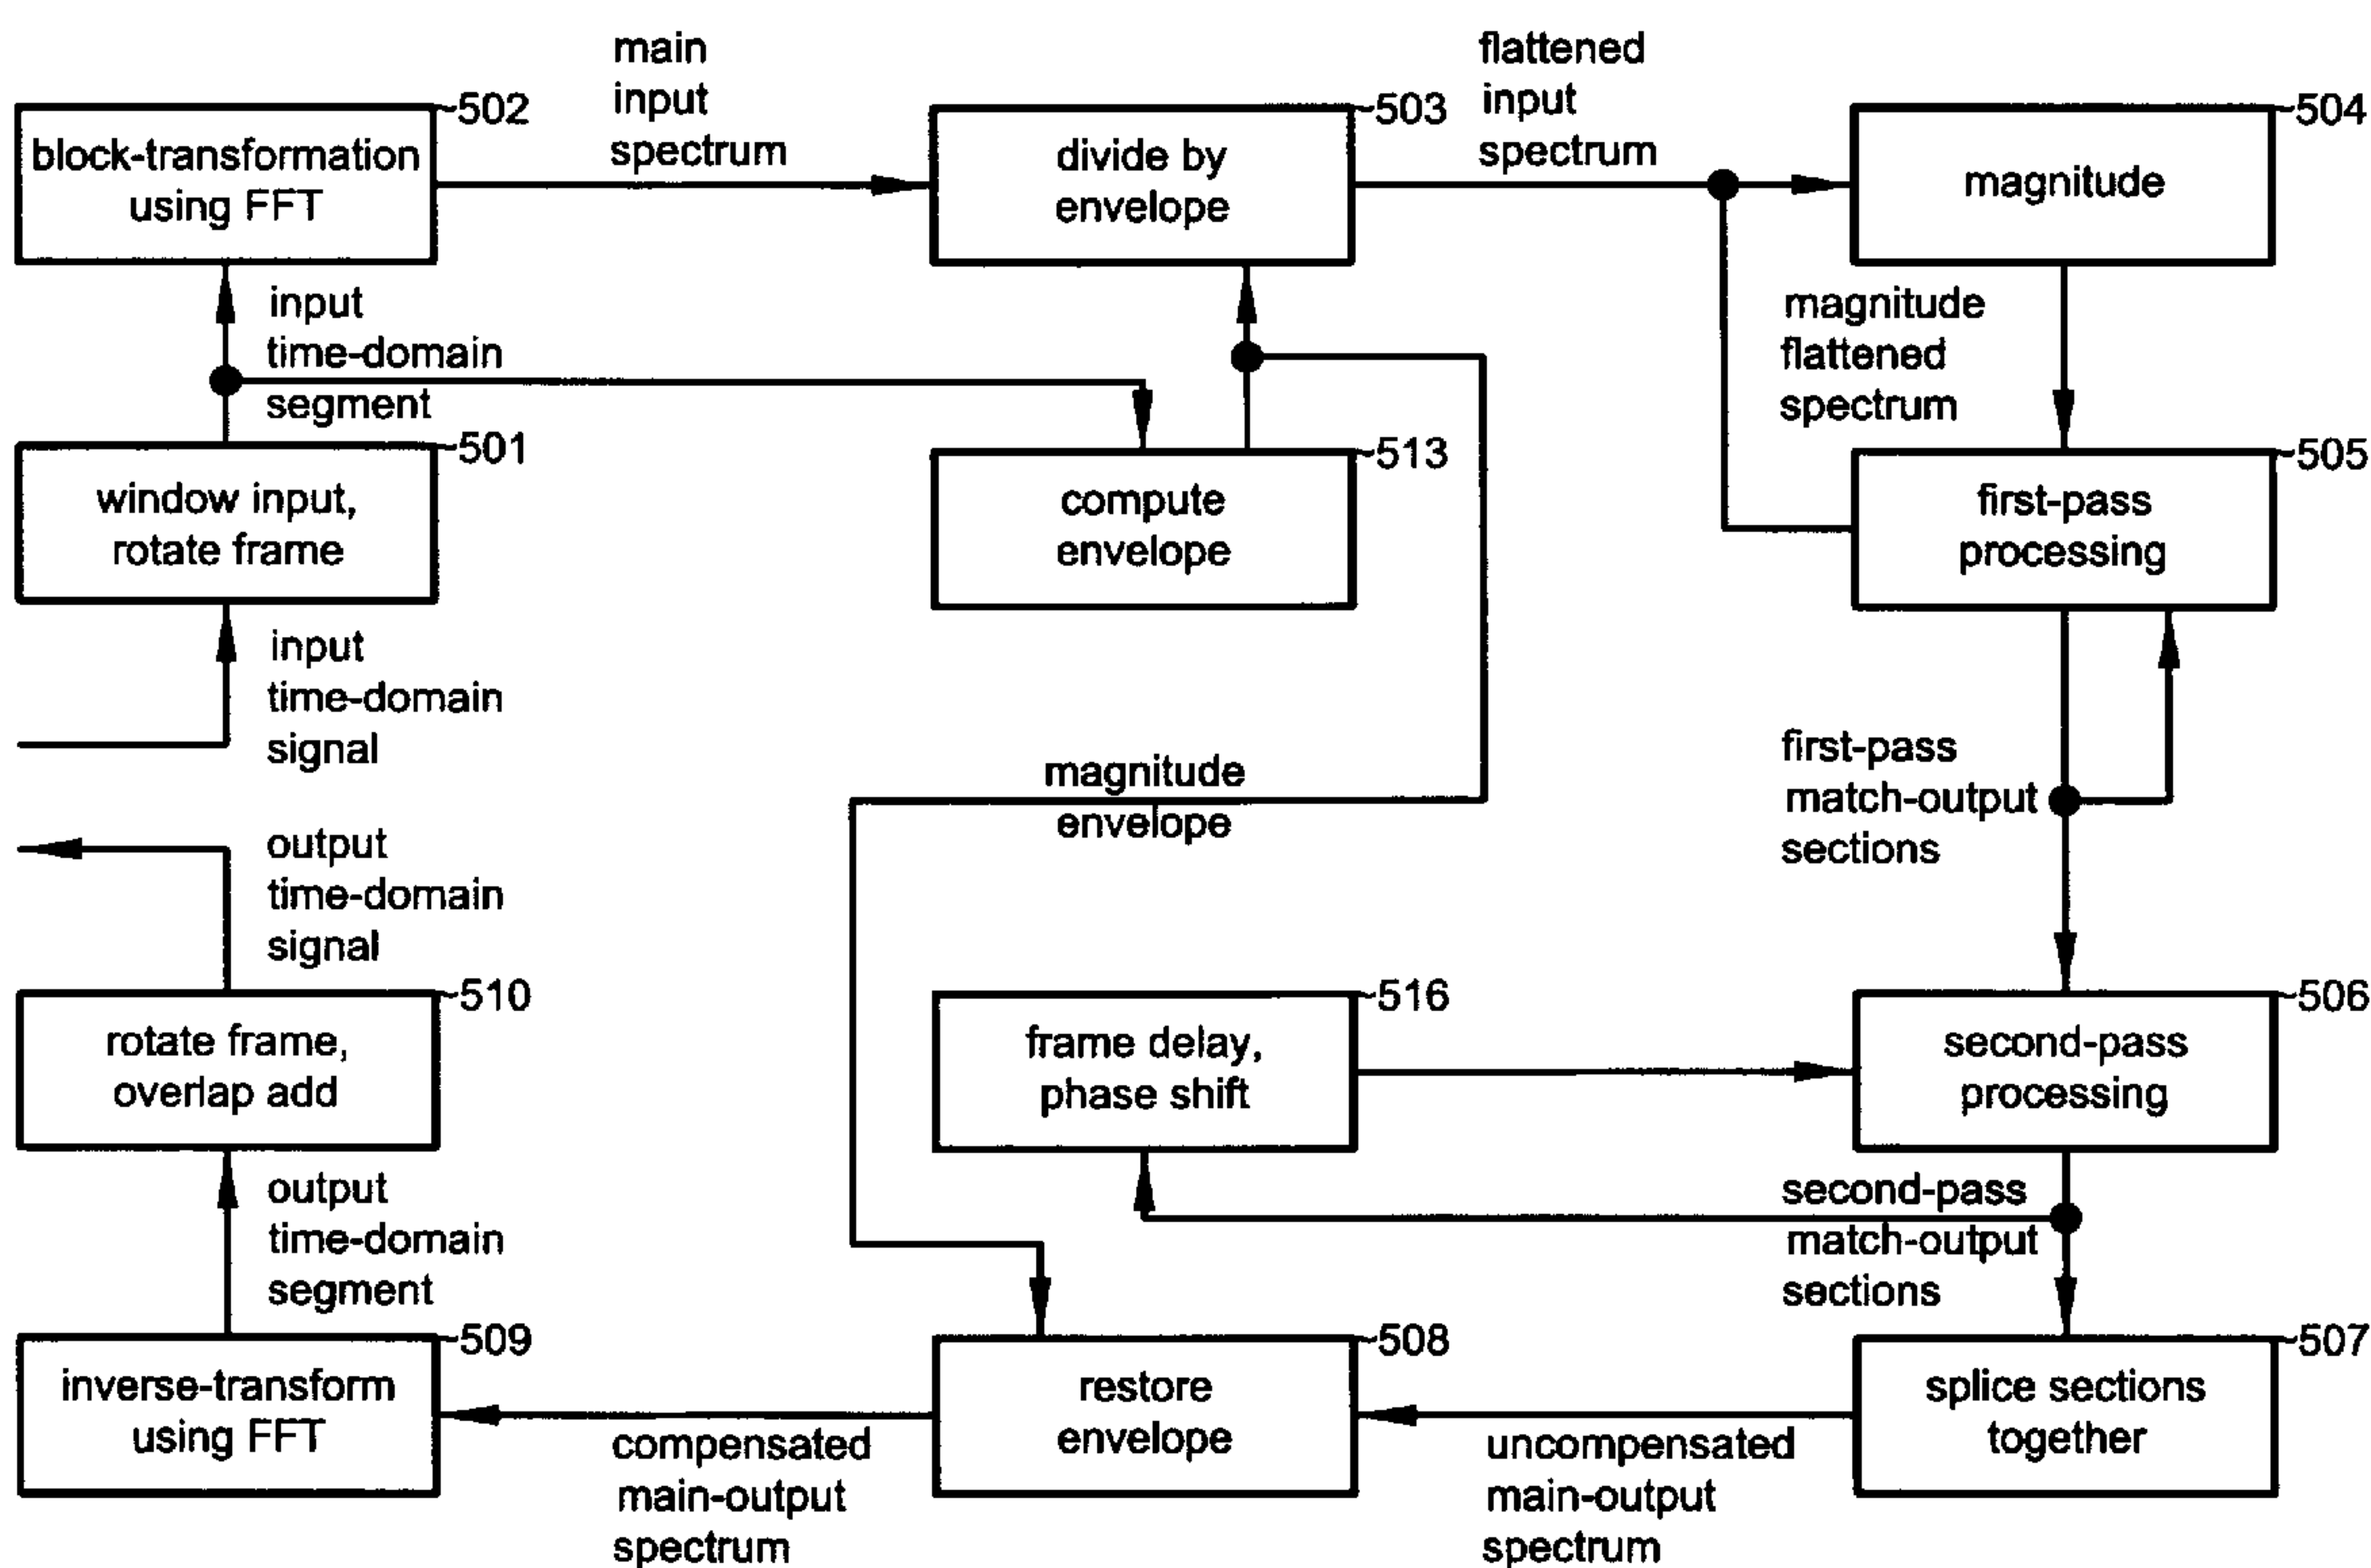 main
input
spectrum
flattened
input
spectrum
502
block-transformation
using FFT
503
divide by
envelope
504
magnitude
input
time-domain
segment
magnitude
flattened
spectrum
501
window input,
rotate frame
513
compute
envelope
505
first-pass
processing
input
time-domain
signal
magnitude
envelope
first-pass
match-output
sections
output
time-domain
signal
510
rotate frame,
overlap add
516
frame delay,
phase shift
506
second-pass
processing
output
time-domain
segment
second-pass
match-output
sections
509
inverse-transform
using FFT
508
restore
envelope
507
splice sections
together
compensated
main-output
spectrum
uncompensated
main-output
spectrum